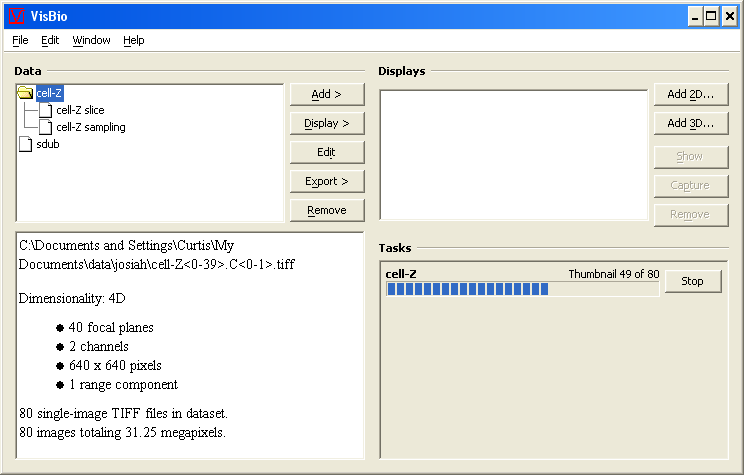 VisBio
File Edit Window Help
Data
cell-Z
cell-Z slice
cell-Z sampling
sdub
Add >
Display >
Edit
Export >
Remove
C:\Documents and Settings\Curtis\My
Documents\data\josiah\cell-Z<0-39>.C<0-1>.tiff
Dimensionality: 4D
● 40 focal planes
● 2 channels
● 640 x 640 pixels
● 1 range component
80 single-image TIFF files in dataset.
80 images totaling 31.25 megapixels.
Displays
Add 2D...
Add 3D...
Show
Capture
Remove
Tasks
cell-Z Thumbnail 49 of 80
Stop